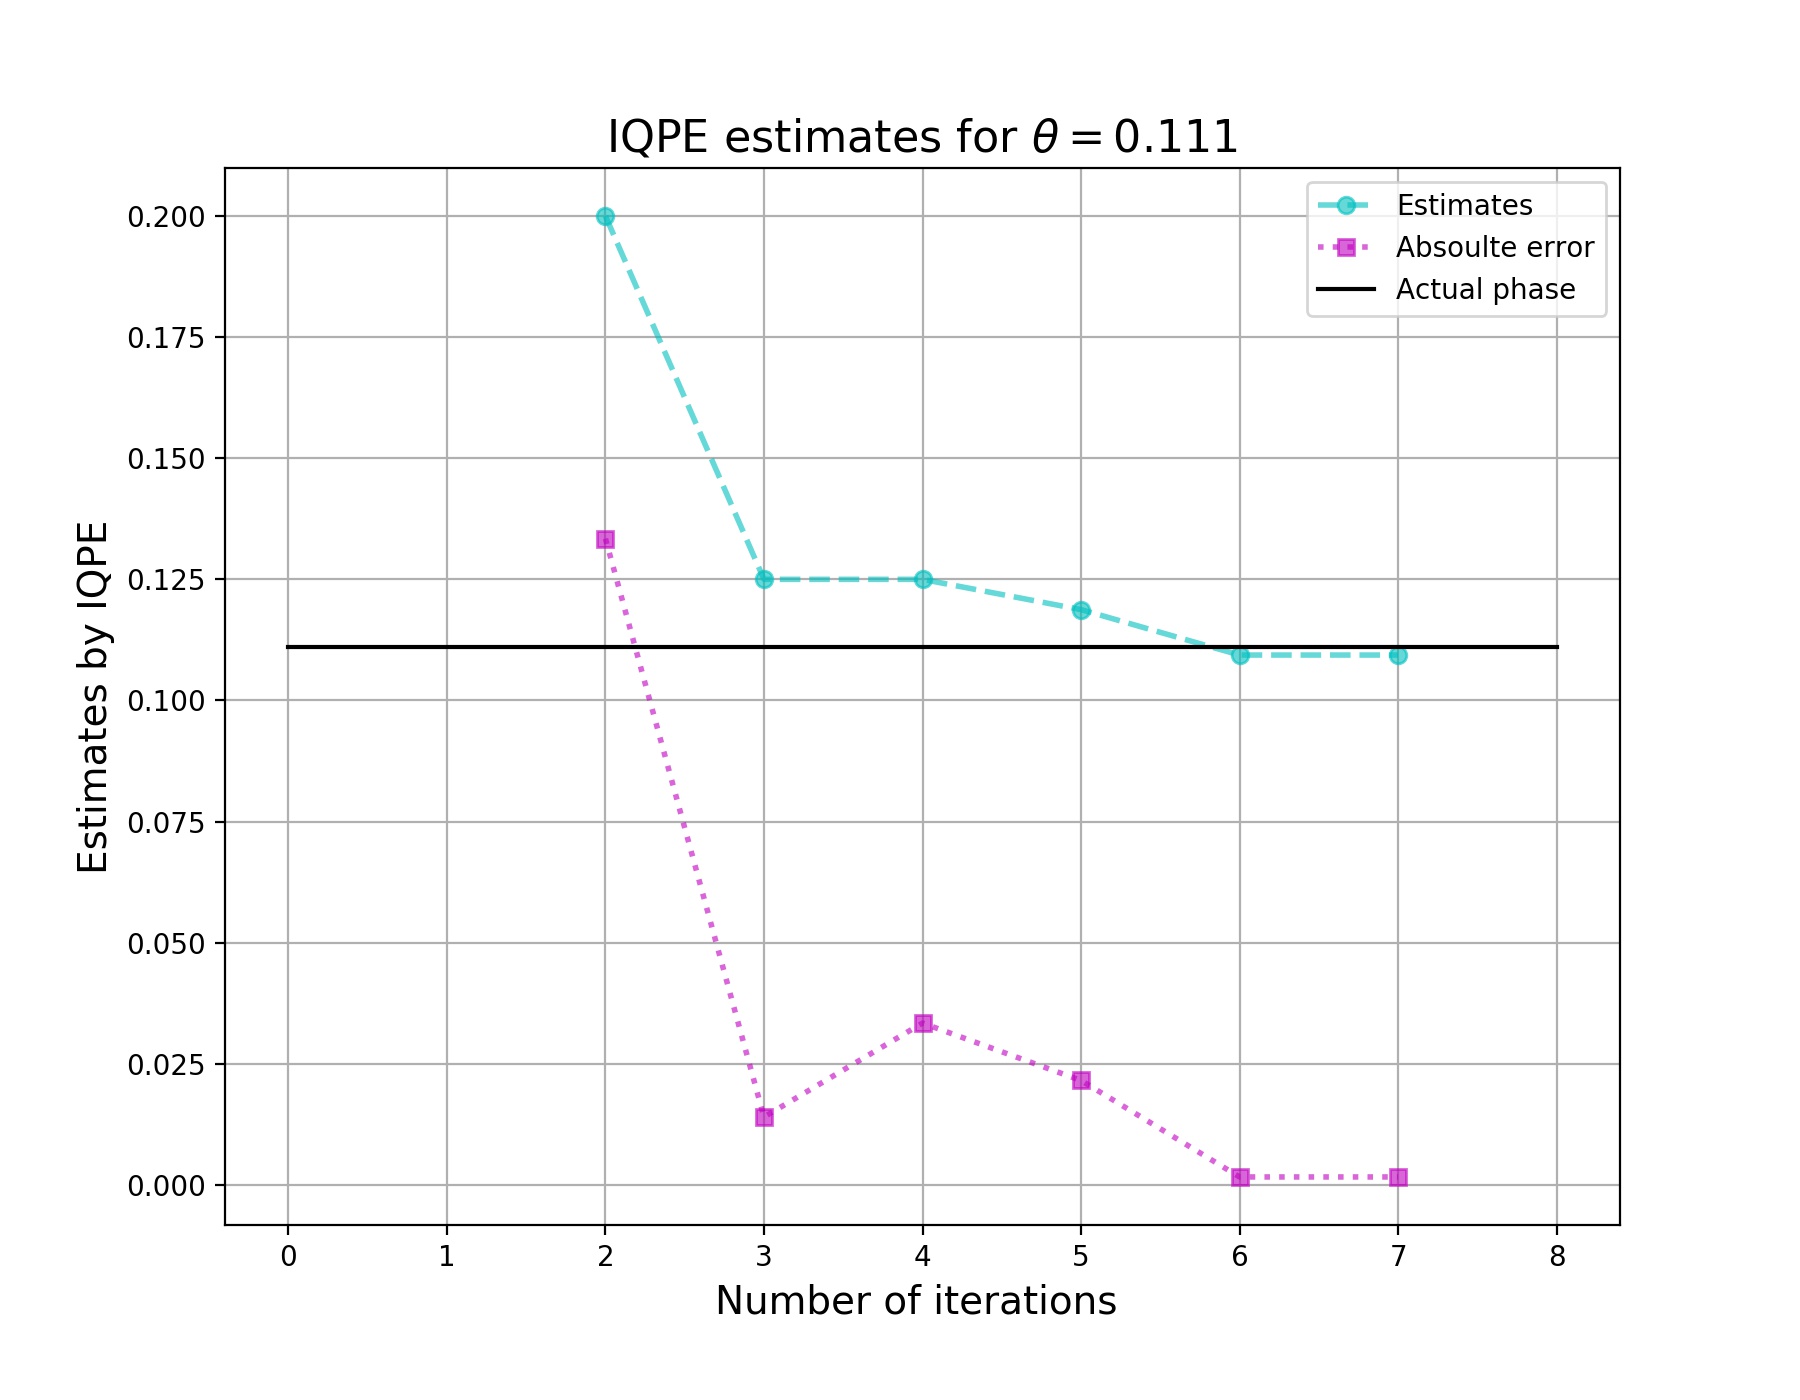 IQPE estimates for θ = 0.111
Estimates
Absoulte error
Actual phase
Estimates by IQPE
0.200
0.175
0.150
0.125
0.100
0.075
0.050
0.025
0.000
0 1 2 3 4 5 6 7 8
Number of iterations